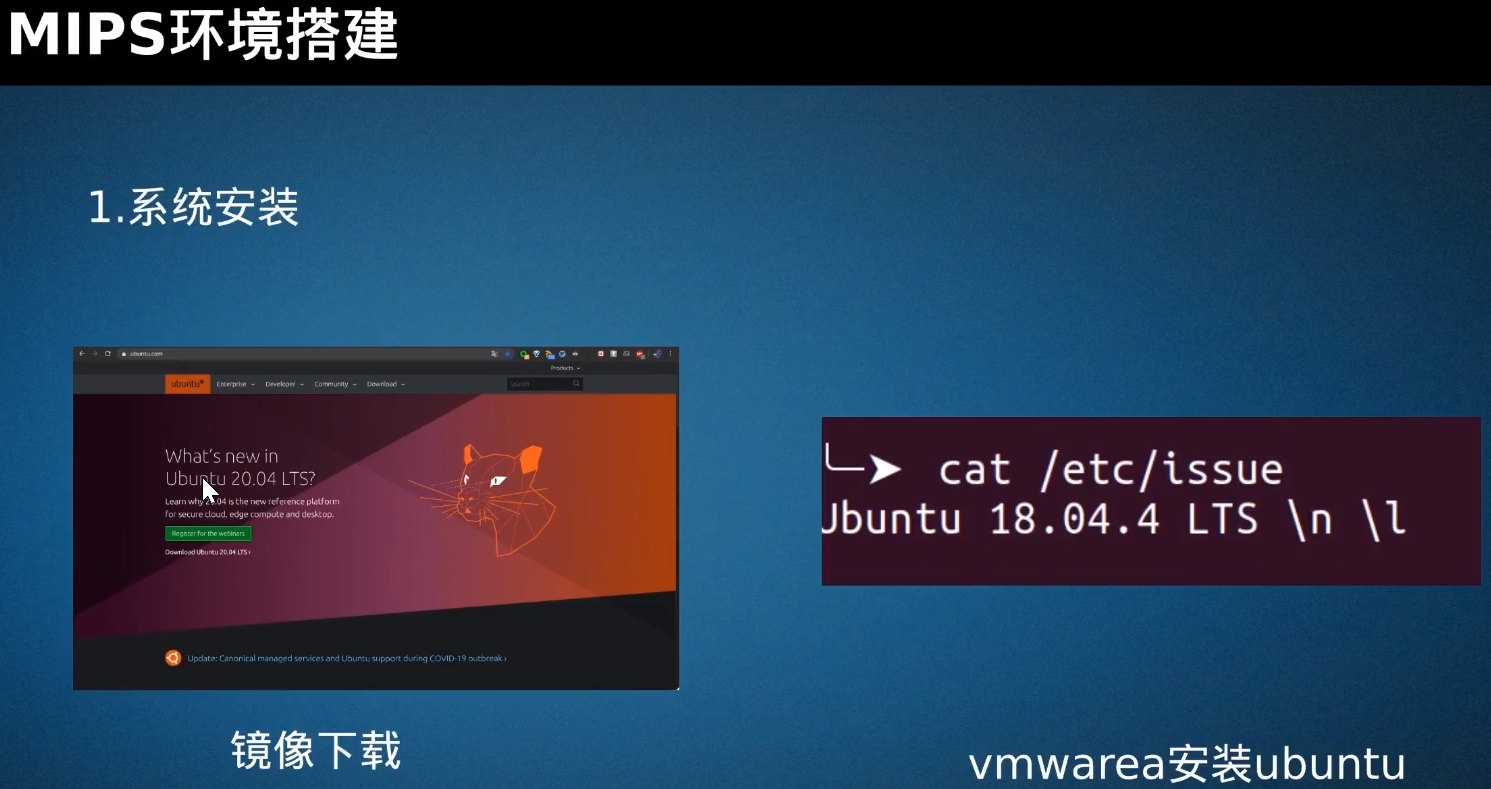 MIPS环境搭建
1.系统安装
ubuntu.com
Products
ubuntu
Enterprise
Developer
Community
Download
Search
What's new in
Ubuntu 20.04 LTS?
Learn why 20.04 is the new reference platform
for secure cloud, edge compute and desktop.
Register for the webinars
Download Ubuntu 20.04 LTS ›
Update: Canonical managed services and Ubuntu support during COVID-19 outbreak ›
镜像下载
cat /etc/issue
Ubuntu 18.04.4 LTS \n \l
vmwarea安装ubuntu